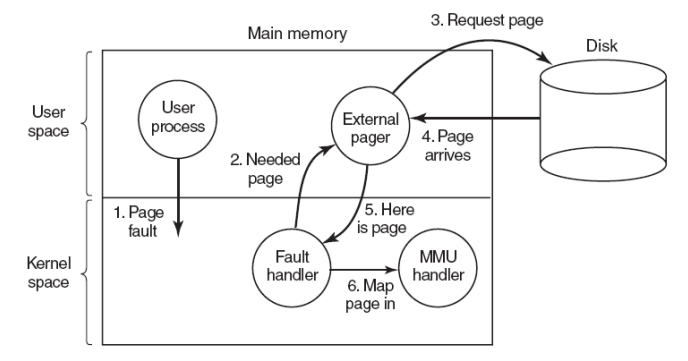 Main memory
3. Request page
Disk
User
space
User
process
External
pager
4. Page
arrives
2. Needed
page
1. Page
fault
5. Here
is page
Kernel
space
Fault
handler
MMU
handler
6. Map
page in